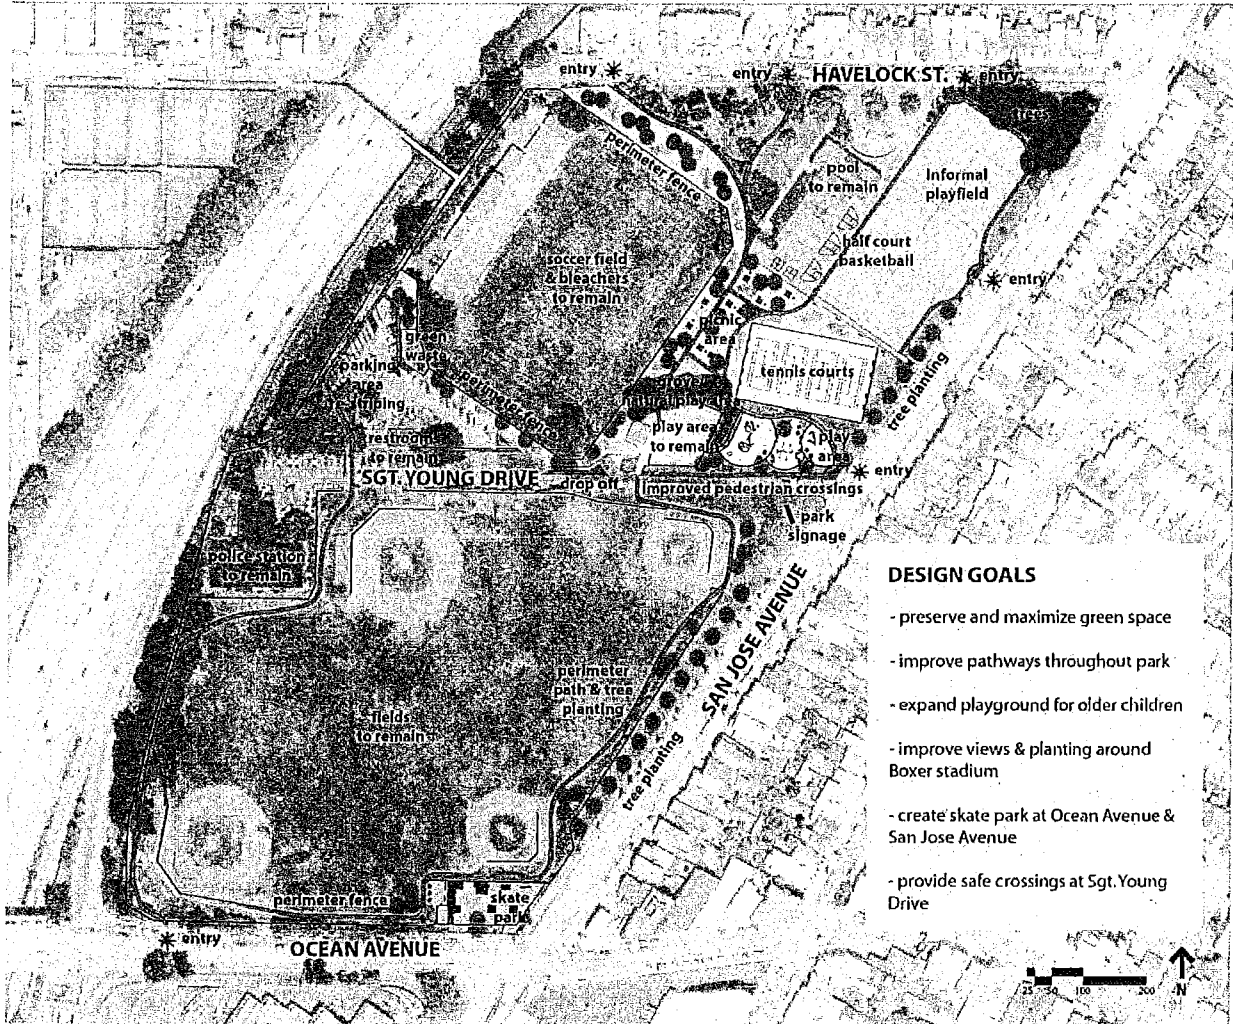 entry
entry
HAVELOCK ST.
entry
trees
perimeter fence
pool
to remain
Informal
playfield
half court
basketball
soccer field
& bleachers
to remain
entry
picnic
area
green
waste
parking
area
restriping
perimeter fence
tennis courts
tree planting
grove
natural play area
play area
to remain
play
area
restroom
to remain
SGT. YOUNG DRIVE
drop off
improved pedestrian crossings
entry
park
signage
police station
to remain
SAN JOSE AVENUE
perimeter
path & tree
planting
fields
to remain
tree planting
perimeter fence
skate
park
entry
OCEAN AVENUE
DESIGN GOALS
- preserve and maximize green space
- improve pathways throughout park
- expand playground for older children
- improve views & planting around
Boxer stadium
- create skate park at Ocean Avenue &
San Jose Avenue
- provide safe crossings at Sgt. Young
Drive
25 50 100 200
N